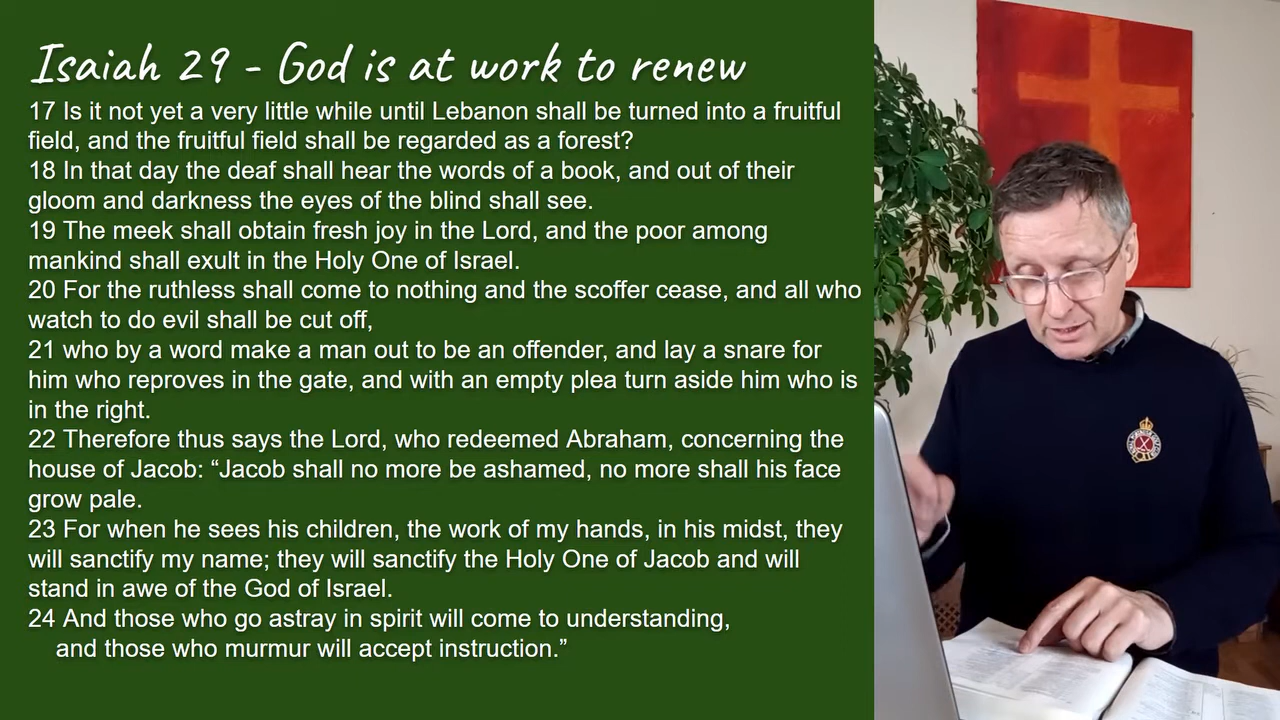 Isaiah 29 - God is at work to renew
17 Is it not yet a very little while until Lebanon shall be turned into a fruitful
field, and the fruitful field shall be regarded as a forest?
18 In that day the deaf shall hear the words of a book, and out of their
gloom and darkness the eyes of the blind shall see.
19 The meek shall obtain fresh joy in the Lord, and the poor among
mankind shall exult in the Holy One of Israel.
20 For the ruthless shall come to nothing and the scoffer cease, and all who
watch to do evil shall be cut off,
21 who by a word make a man out to be an offender, and lay a snare for
him who reproves in the gate, and with an empty plea turn aside him who is
in the right.
22 Therefore thus says the Lord, who redeemed Abraham, concerning the
house of Jacob: “Jacob shall no more be ashamed, no more shall his face
grow pale.
23 For when he sees his children, the work of my hands, in his midst, they
will sanctify my name; they will sanctify the Holy One of Jacob and will
stand in awe of the God of Israel.
24 And those who go astray in spirit will come to understanding,
and those who murmur will accept instruction.”